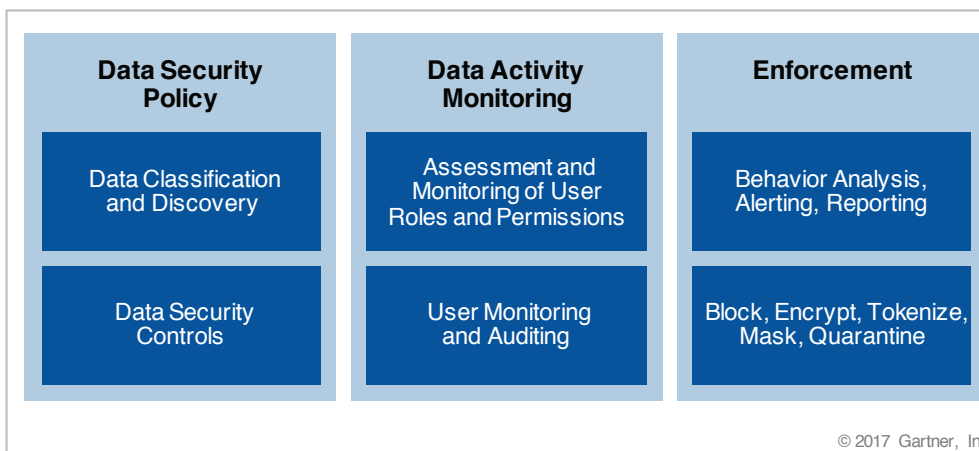 Data Security
Policy
Data Classification
and Discovery
Data Security
Controls
Data Activity
Monitoring
Assessment and
Monitoring of User
Roles and Permissions
User Monitoring
and Auditing
Enforcement
Behavior Analysis,
Alerting, Reporting
Block, Encrypt, Tokenize,
Mask, Quarantine
© 2017 Gartner, In